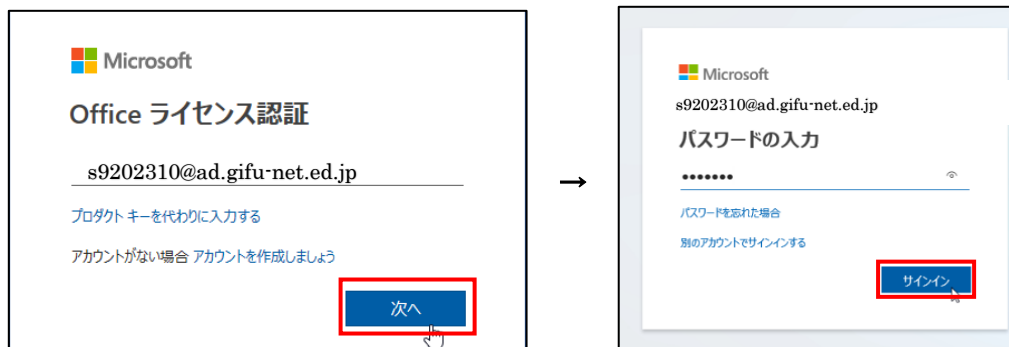 Microsoft
Office ライセンス認証
s9202310@ad.gifu-net.ed.jp
プロダクト キーを代わりに入力する
アカウントがない場合 アカウントを作成しましょう
次へ
→
Microsoft
s9202310@ad.gifu-net.ed.jp
パスワードの入力
•••••••
パスワードを忘れた場合
別のアカウントでサインインする
サインイン